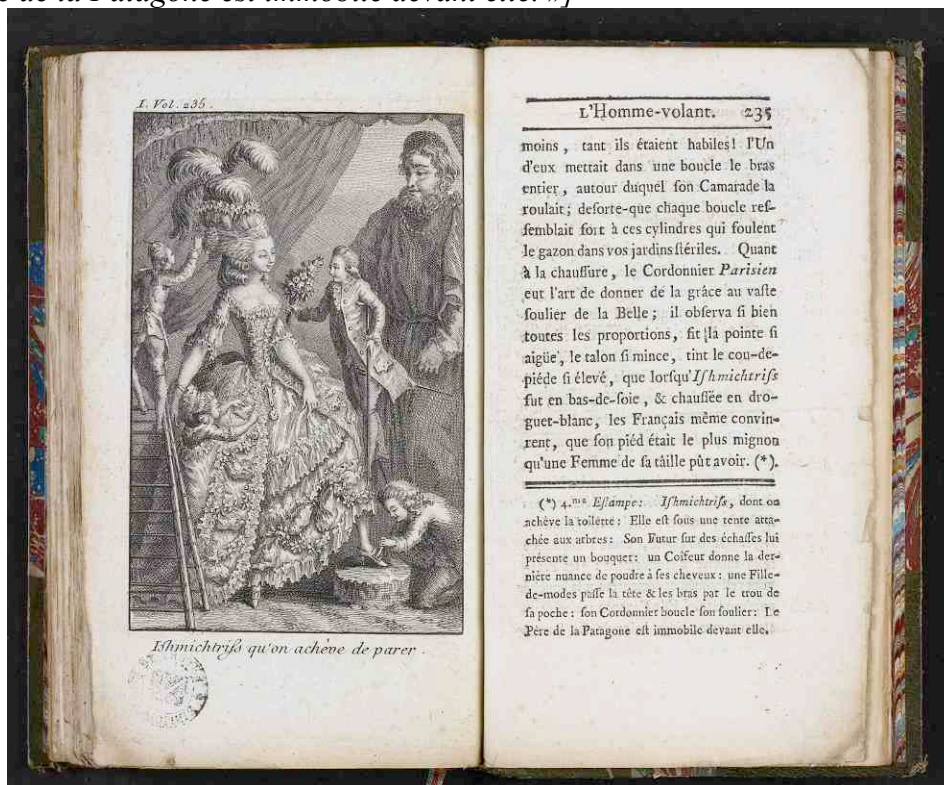 de la Patagone est immobile devant elle. »]
I. Vol. 235.
Ishmichtriſs qu'on achève de parer.
L'Homme-volant. 235
moins, tant ils étaient habiles! l'Un
d'eux mettait dans une boucle le bras
entier, autour duquel ſon Camarade la
roulait; deſorte-que chaque boucle reſ-
ſemblait fort à ces cylindres qui foulent
le gazon dans vos jardins ſtériles. Quant
à la chauſſure, le Cordonnier Pariſien
eut l'art de donner de la grâce au vaſte
ſoulier de la Belle; il obſerva ſi bien
toutes les proportions, fit la pointe ſi
aigüe, le talon ſi mince, tint le cou-de-
piéde ſi élevé, que lorſqu'Iſhmichtriſs
fut en bas-de-ſoie, & chauſſée en dro-
guet-blanc, les Français même convin-
rent, que ſon piéd était le plus mignon
qu'une Femme de ſa tâille pût avoir. (*).
(*) 4.me Eſtampe: Iſhmichtriſs, dont on
achève la toilette: Elle eſt ſous une tente atta-
chée aux arbres: Son Futur ſur des échaſſes lui
préſente un bouquet: un Coifeur donne la der-
nière nuance de poudre à ſes cheveux: une Fille-
de-modes paſſe la tête & les bras par le trou de
ſa poche: ſon Cordonnier boucle ſon ſoulier: Le
Père de la Patagone eſt immobile devant elle.